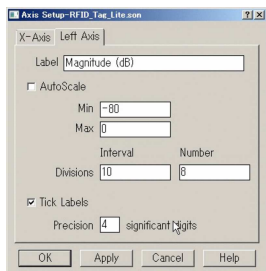 Axis Setup-RFID_Tag_Lite.son
X-Axis Left Axis
Label Magnitude (dB)
AutoScale
Min -80
Max 0
Interval Number
Divisions 10 8
Tick Labels
Precision 4 significant digits
OK Apply Cancel Help